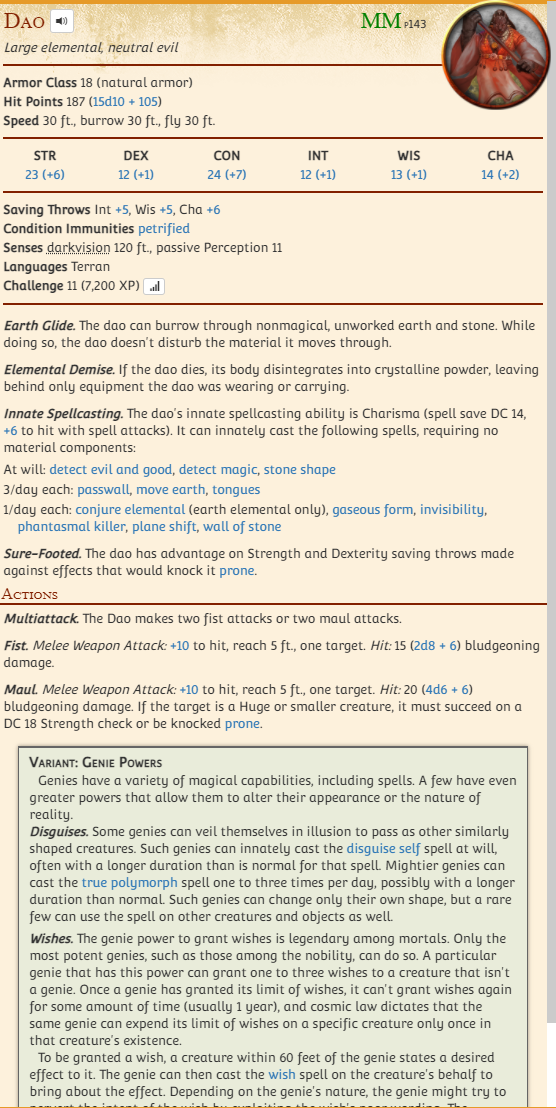 Dao
MM p143
Large elemental, neutral evil
Armor Class 18 (natural armor)
Hit Points 187 (15d10 + 105)
Speed 30 ft., burrow 30 ft., fly 30 ft.
STR DEX CON INT WIS CHA
23 (+6) 12 (+1) 24 (+7) 12 (+1) 13 (+1) 14 (+2)
Saving Throws Int +5, Wis +5, Cha +6
Condition Immunities petrified
Senses darkvision 120 ft., passive Perception 11
Languages Terran
Challenge 11 (7,200 XP)
Earth Glide. The dao can burrow through nonmagical, unworked earth and stone. While
doing so, the dao doesn't disturb the material it moves through.
Elemental Demise. If the dao dies, its body disintegrates into crystalline powder, leaving
behind only equipment the dao was wearing or carrying.
Innate Spellcasting. The dao's innate spellcasting ability is Charisma (spell save DC 14,
+6 to hit with spell attacks). It can innately cast the following spells, requiring no
material components:
At will: detect evil and good, detect magic, stone shape
3/day each: passwall, move earth, tongues
1/day each: conjure elemental (earth elemental only), gaseous form, invisibility,
phantasmal killer, plane shift, wall of stone
Sure-Footed. The dao has advantage on Strength and Dexterity saving throws made
against effects that would knock it prone.
Actions
Multiattack. The Dao makes two fist attacks or two maul attacks.
Fist. Melee Weapon Attack: +10 to hit, reach 5 ft., one target. Hit: 15 (2d8 + 6) bludgeoning
damage.
Maul. Melee Weapon Attack: +10 to hit, reach 5 ft., one target. Hit: 20 (4d6 + 6)
bludgeoning damage. If the target is a Huge or smaller creature, it must succeed on a
DC 18 Strength check or be knocked prone.
Variant: Genie Powers
Genies have a variety of magical capabilities, including spells. A few have even
greater powers that allow them to alter their appearance or the nature of
reality.
Disguises. Some genies can veil themselves in illusion to pass as other similarly
shaped creatures. Such genies can innately cast the disguise self spell at will,
often with a longer duration than is normal for that spell. Mightier genies can
cast the true polymorph spell one to three times per day, possibly with a longer
duration than normal. Such genies can change only their own shape, but a rare
few can use the spell on other creatures and objects as well.
Wishes. The genie power to grant wishes is legendary among mortals. Only the
most potent genies, such as those among the nobility, can do so. A particular
genie that has this power can grant one to three wishes to a creature that isn't
a genie. Once a genie has granted its limit of wishes, it can't grant wishes again
for some amount of time (usually 1 year), and cosmic law dictates that the
same genie can expend its limit of wishes on a specific creature only once in
that creature's existence.
To be granted a wish, a creature within 60 feet of the genie states a desired
effect to it. The genie can then cast the wish spell on the creature's behalf to
bring about the effect. Depending on the genie's nature, the genie might try to